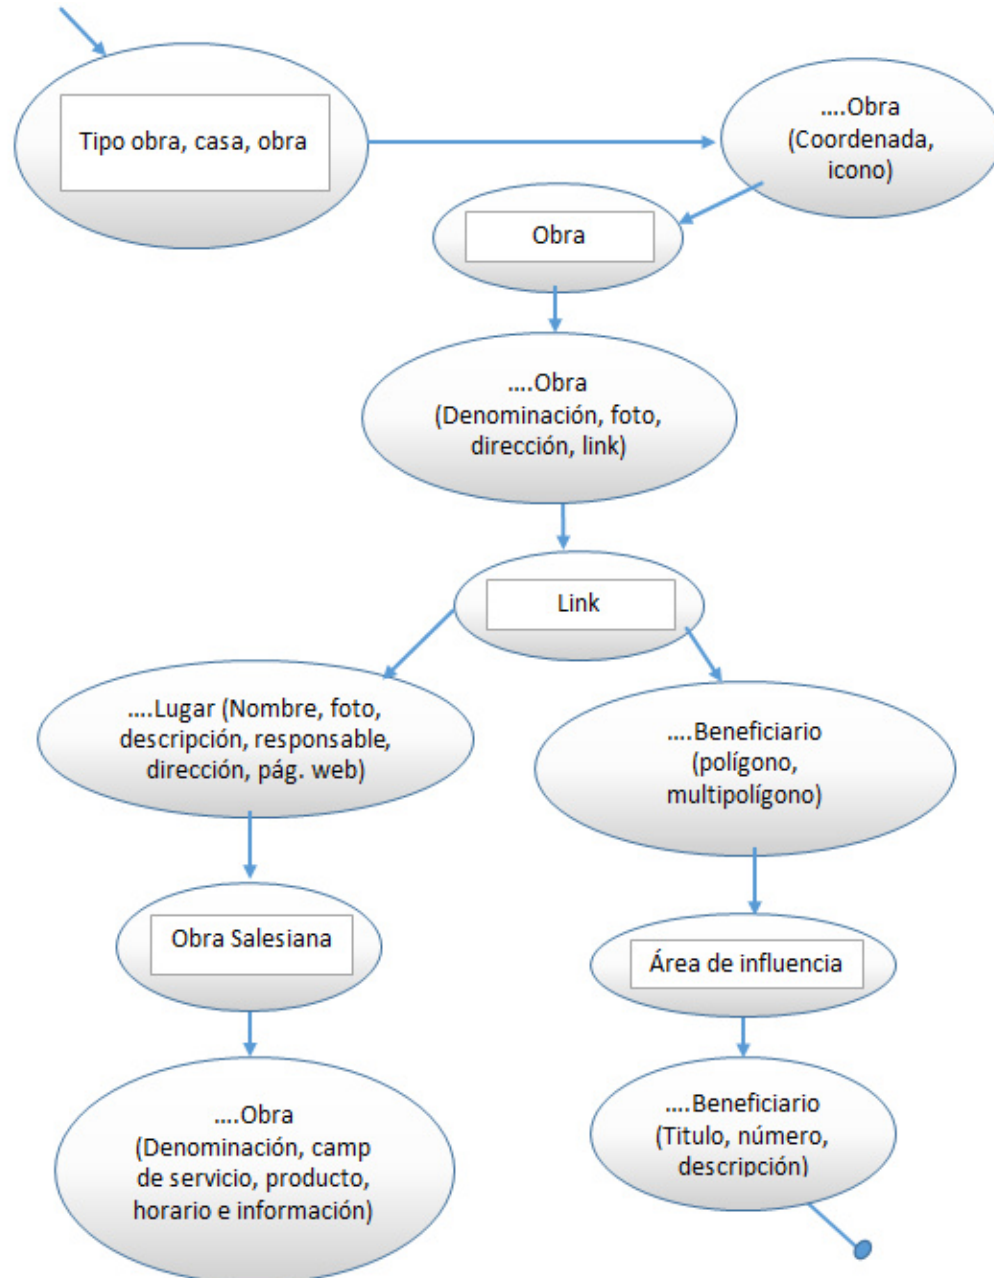 Tipo obra, casa, obra
....Obra
(Coordenada,
icono)
Obra
....Obra
(Denominación, foto,
dirección, link)
Link
....Lugar (Nombre, foto,
descripción, responsable,
dirección, pág. web)
....Beneficiario
(polígono,
multipolígono)
Obra Salesiana
Área de influencia
....Obra
(Denominación, camp
de servicio, producto,
horario e información)
....Beneficiario
(Titulo, número,
descripción)